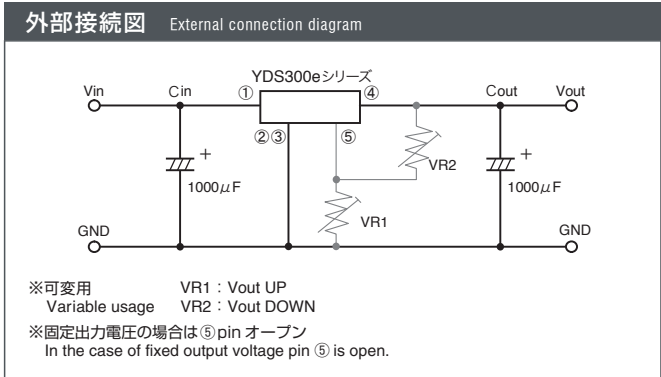 外部接続図 External connection diagram
YDS300eシリーズ
Vin Cin ① ④ Cout Vout
②③ ⑤
VR2
+ +
1000μF 1000μF
VR1
GND GND
※可変用 VR1：Vout UP
Variable usage VR2：Vout DOWN
※固定出力電圧の場合は⑤pin オープン
In the case of fixed output voltage pin ⑤ is open.